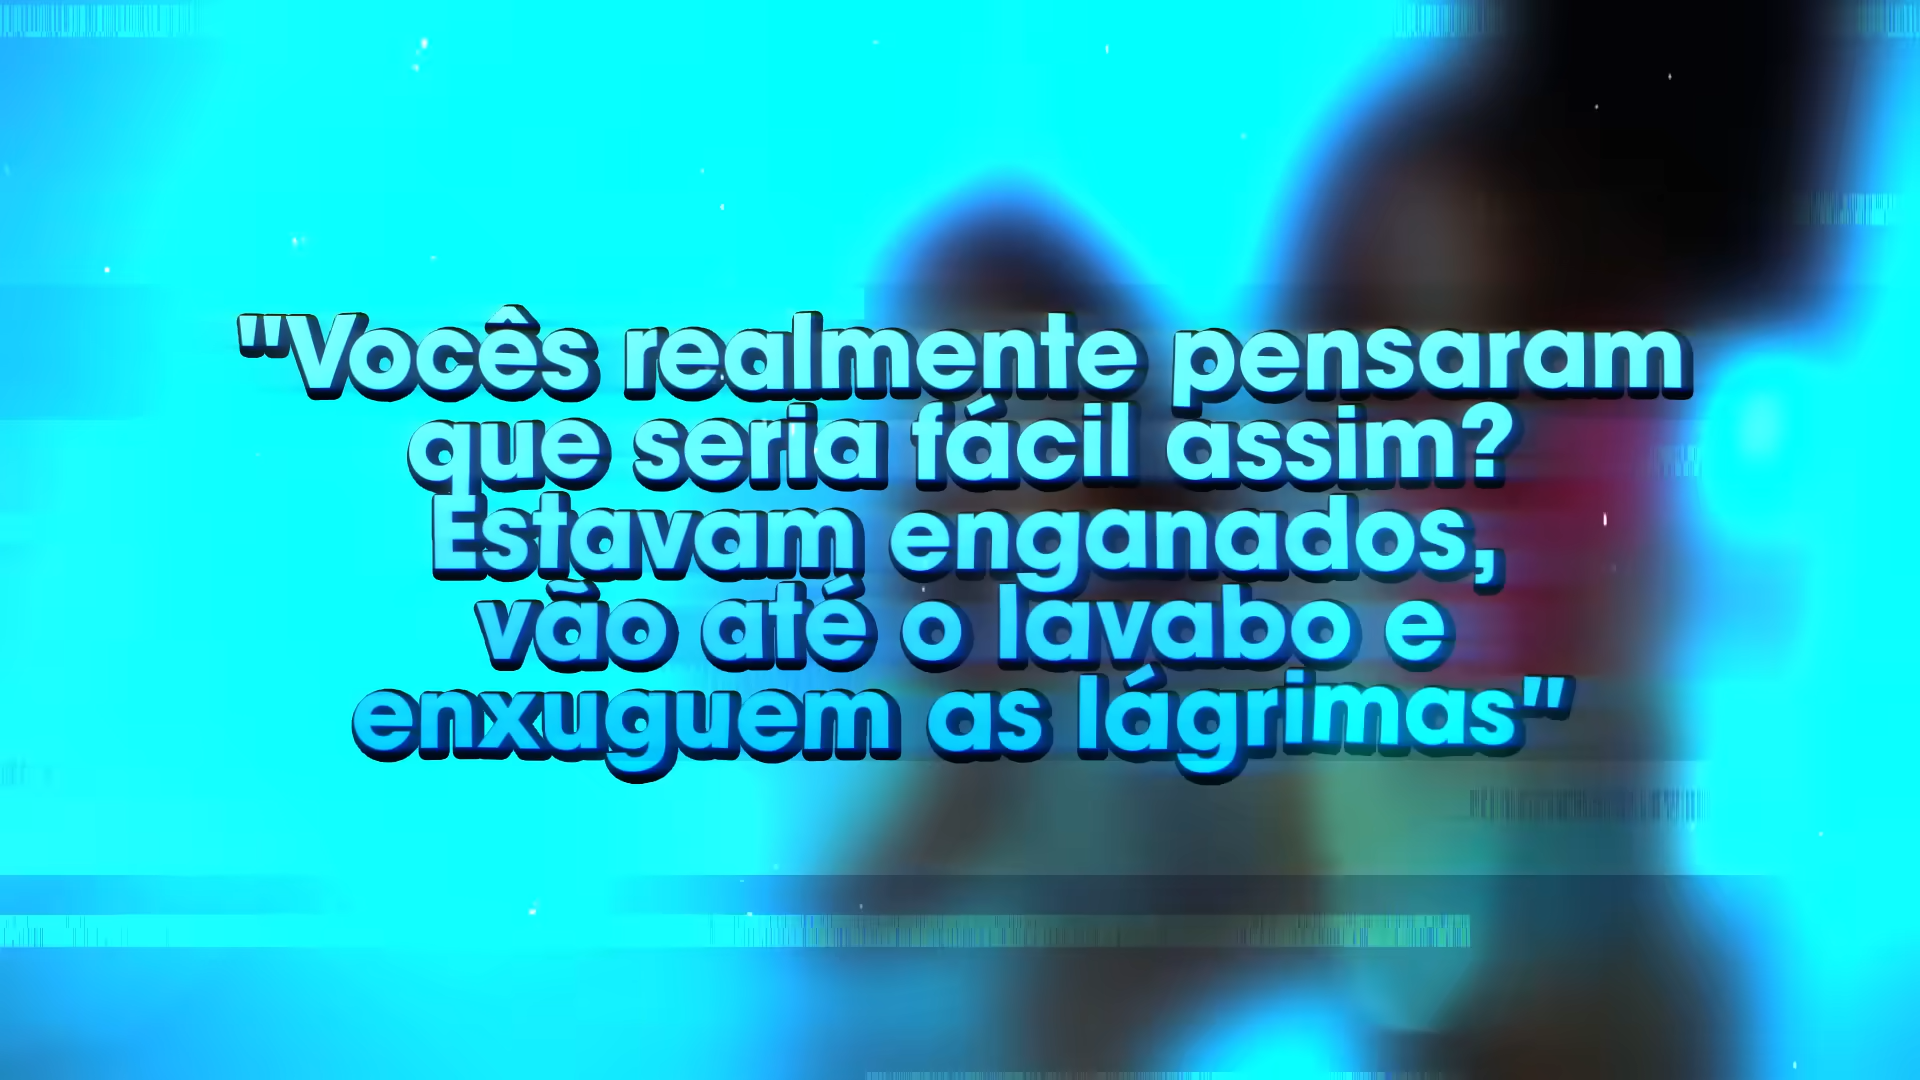 "Vocês realmente pensaram
que seria fácil assim?
Estavam enganados,
vão até o lavabo e
enxuguem as lágrimas"